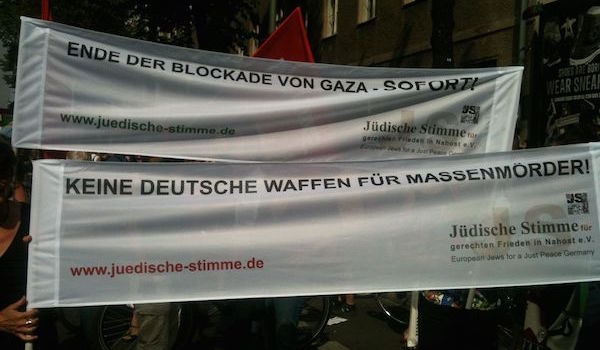 ENDE DER BLOCKADE VON GAZA - SOFORT!
www.juedische-stimme.de
JS
Jüdische Stimme für
gerechten Frieden in Nahost e.V.
European Jews for a Just Peace Germany
KEINE DEUTSCHE WAFFEN FÜR MASSENMÖRDER!
www.juedische-stimme.de
JS
Jüdische Stimme für
gerechten Frieden in Nahost e.V.
European Jews for a Just Peace Germany
WEAR SNEA